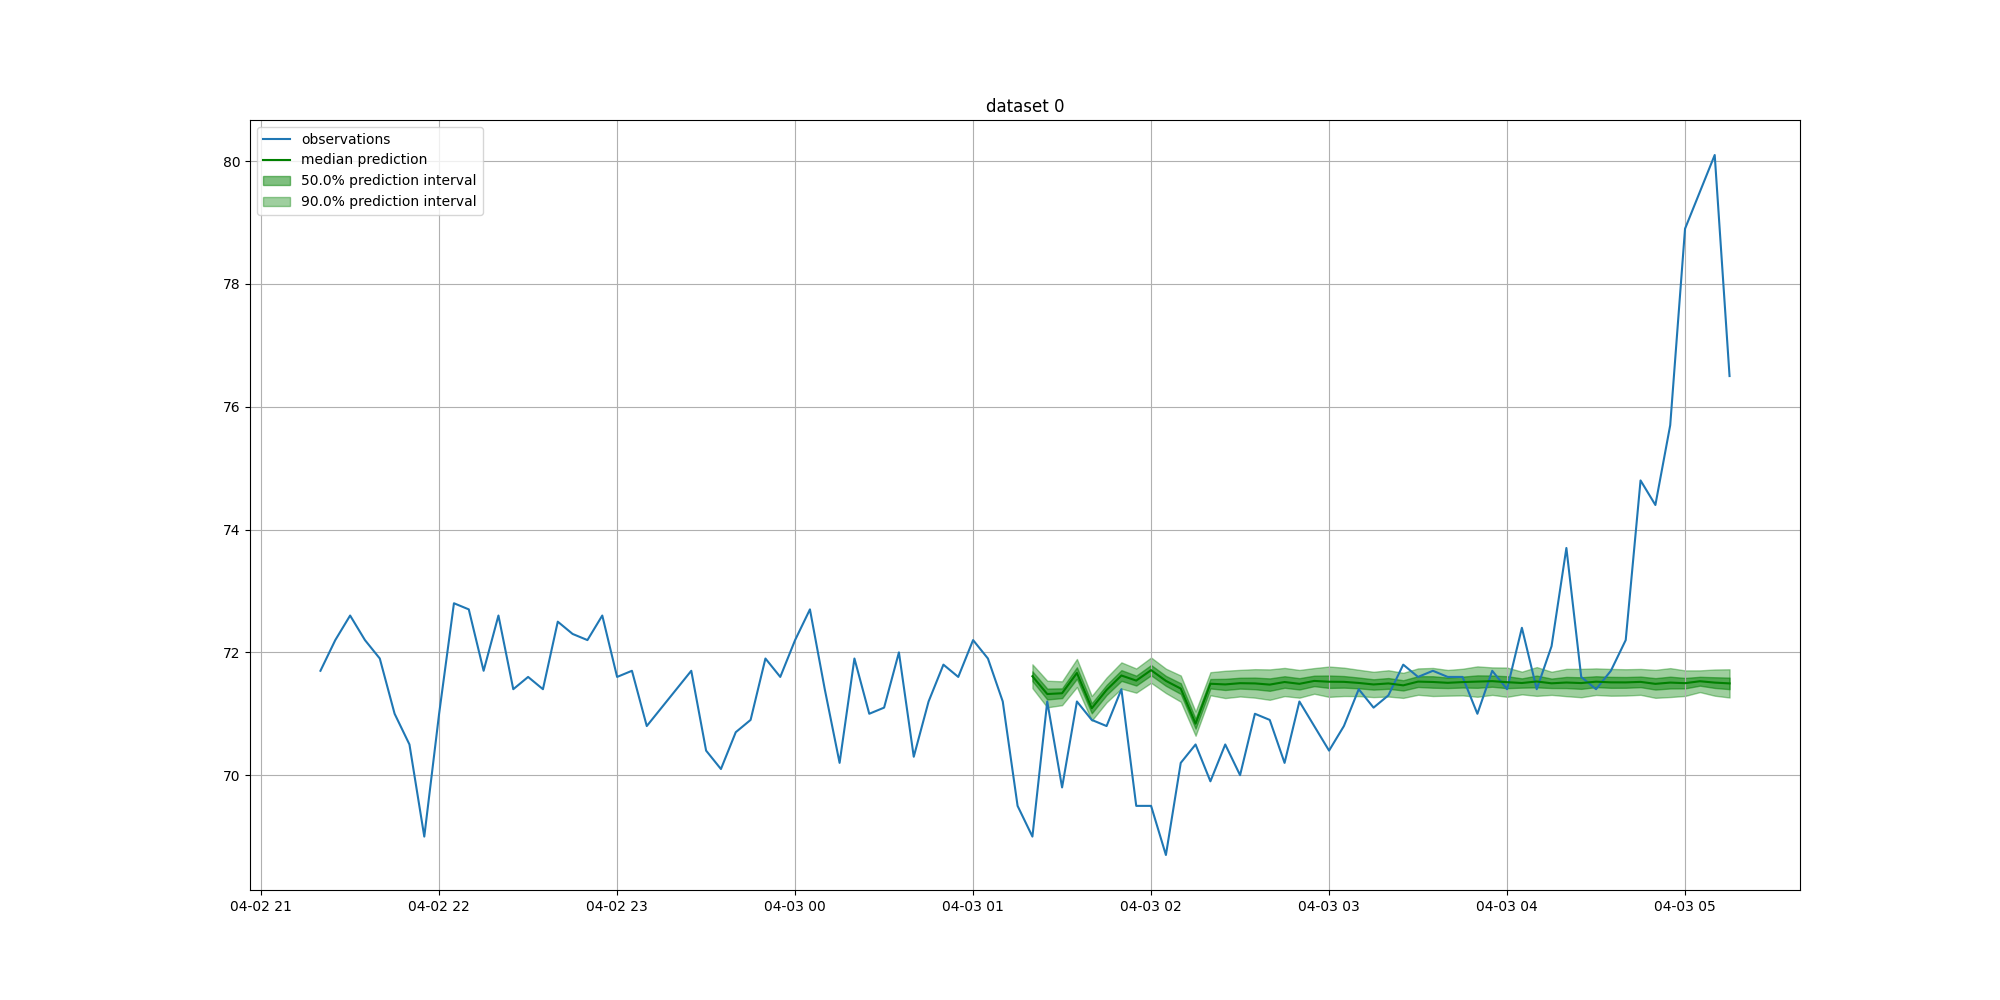 dataset 0
observations
median prediction
50.0% prediction interval
90.0% prediction interval
80
78
76
74
72
70
04-02 21 04-02 22 04-02 23 04-03 00 04-03 01 04-03 02 04-03 03 04-03 04 04-03 05